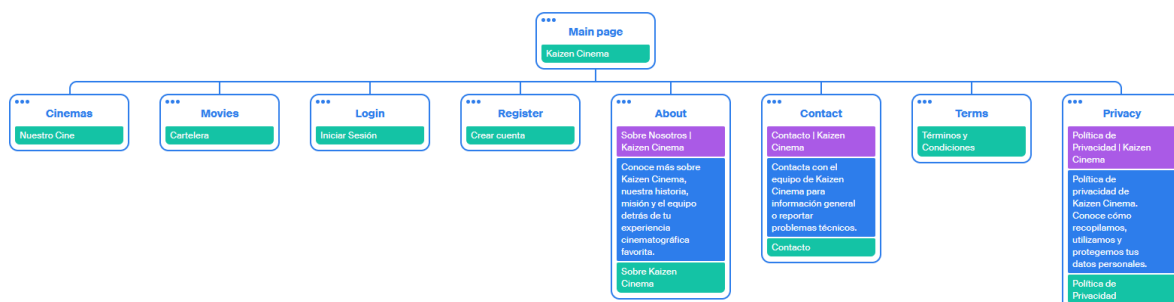 Main page
Kaizen Cinema
Cinemas
Nuestro Cine
Movies
Cartelera
Login
Iniciar Sesión
Register
Crear cuenta
About
Sobre Nosotros |
Kaizen Cinema
Conoce más sobre
Kaizen Cinema,
nuestra historia,
misión y el equipo
detrás de tu
experiencia
cinematográfica
favorita.
Sobre Kaizen
Cinema
Contact
Contacto | Kaizen
Cinema
Contacta con el
equipo de Kaizen
Cinema para
información general
o reportar
problemas técnicos.
Contacto
Terms
Términos y
Condiciones
Privacy
Política de
Privacidad | Kaizen
Cinema
Política de
privacidad de
Kaizen Cinema.
Conoce cómo
recopilamos,
utilizamos y
protegemos tus
datos personales.
Política de
Privacidad